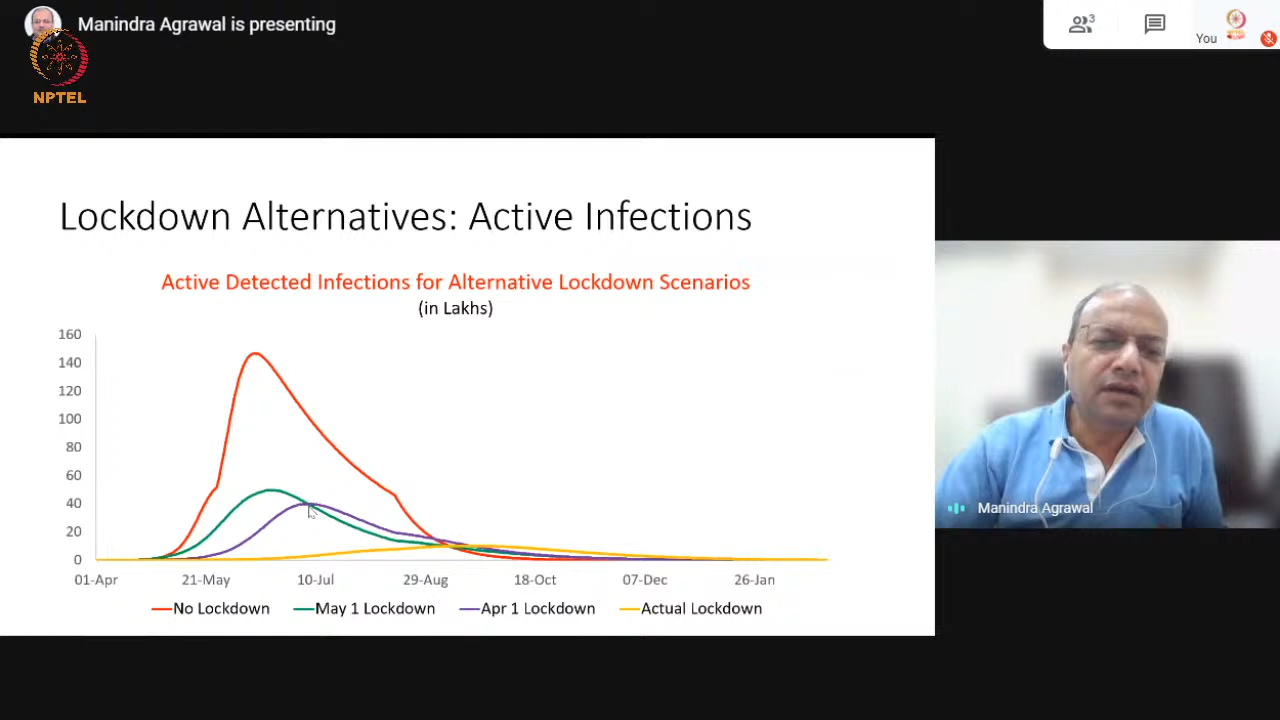 Manindra Agrawal is presenting
3
You
NPTEL
Lockdown Alternatives: Active Infections
Active Detected Infections for Alternative Lockdown Scenarios
(in Lakhs)
160
140
120
100
80
60
40
20
0
01-Apr 21-May 10-Jul 29-Aug 18-Oct 07-Dec 26-Jan
No Lockdown May 1 Lockdown Apr 1 Lockdown Actual Lockdown
Manindra Agrawal